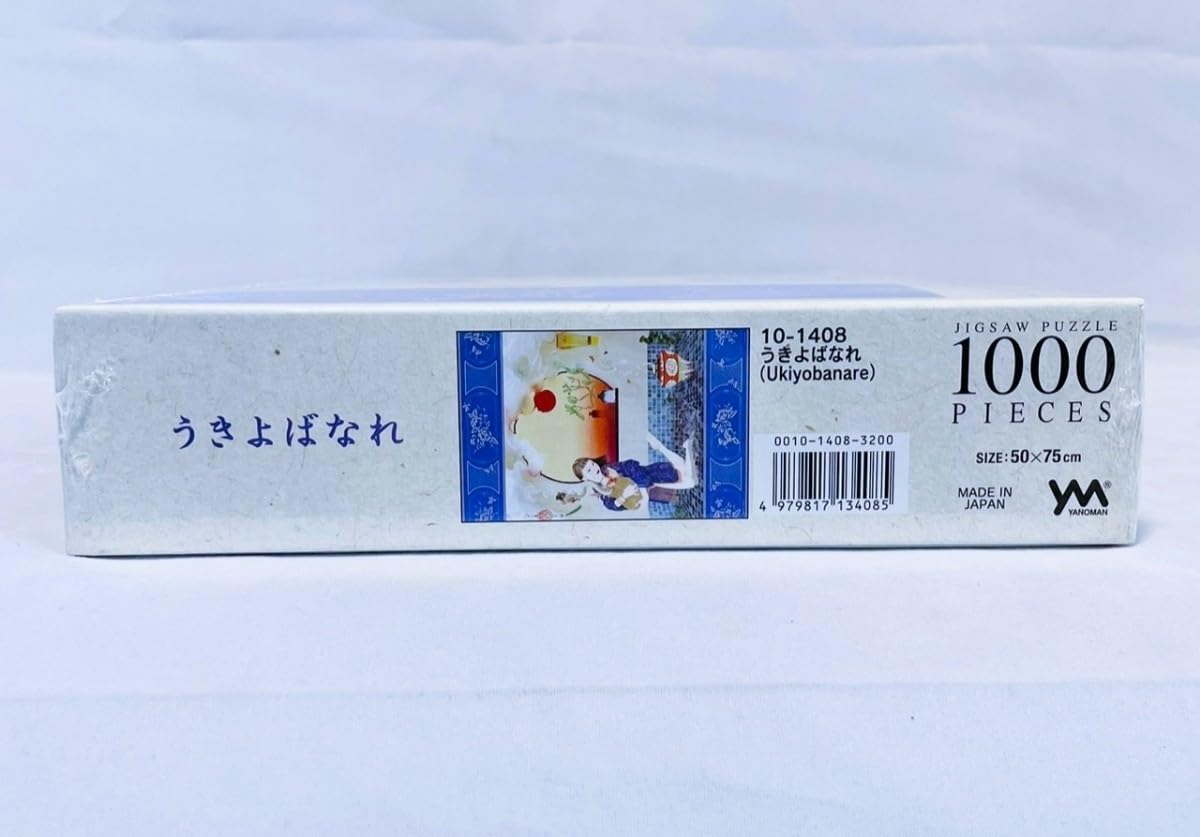 うきよばなれ
10-1408
うきよばなれ
(Ukiyobanare)
0010-1408-3200
4 979817 134085
JIGSAW PUZZLE
1000
PIECES
SIZE:50×75cm
MADE IN
JAPAN
YM®
YANOMAN